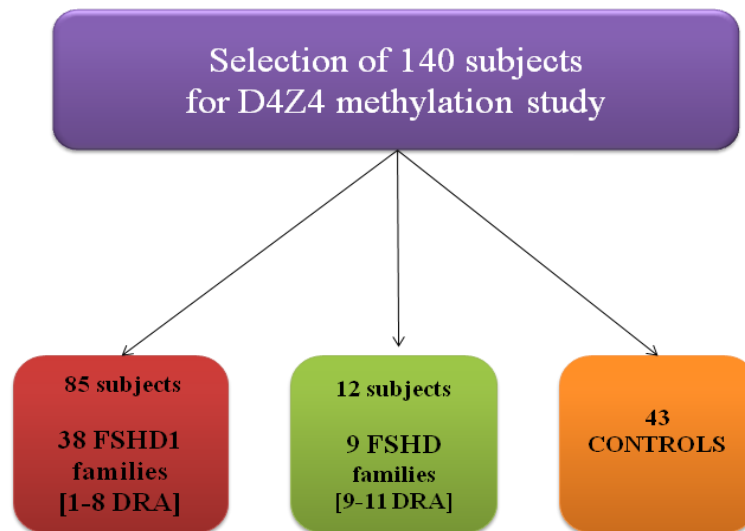 Selection of 140 subjects
for D4Z4 methylation study
85 subjects
38 FSHD1
families
[1-8 DRA]
12 subjects
9 FSHD
families
[9-11 DRA]
43
CONTROLS